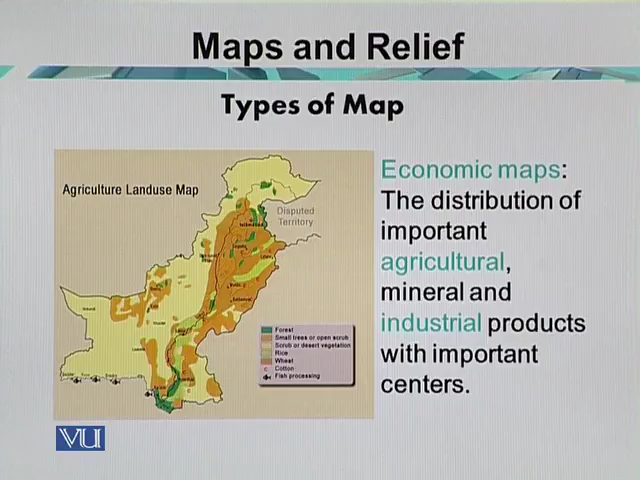 Maps and Relief
Types of Map
Agriculture Landuse Map
Disputed
Territory
Forest
Small trees or open scrub
Scrub or desert vegetation
Rice
Wheat
Cotton
Fish processing
Economic maps:
The distribution of
important
agricultural,
mineral and
industrial products
with important
centers.
VU